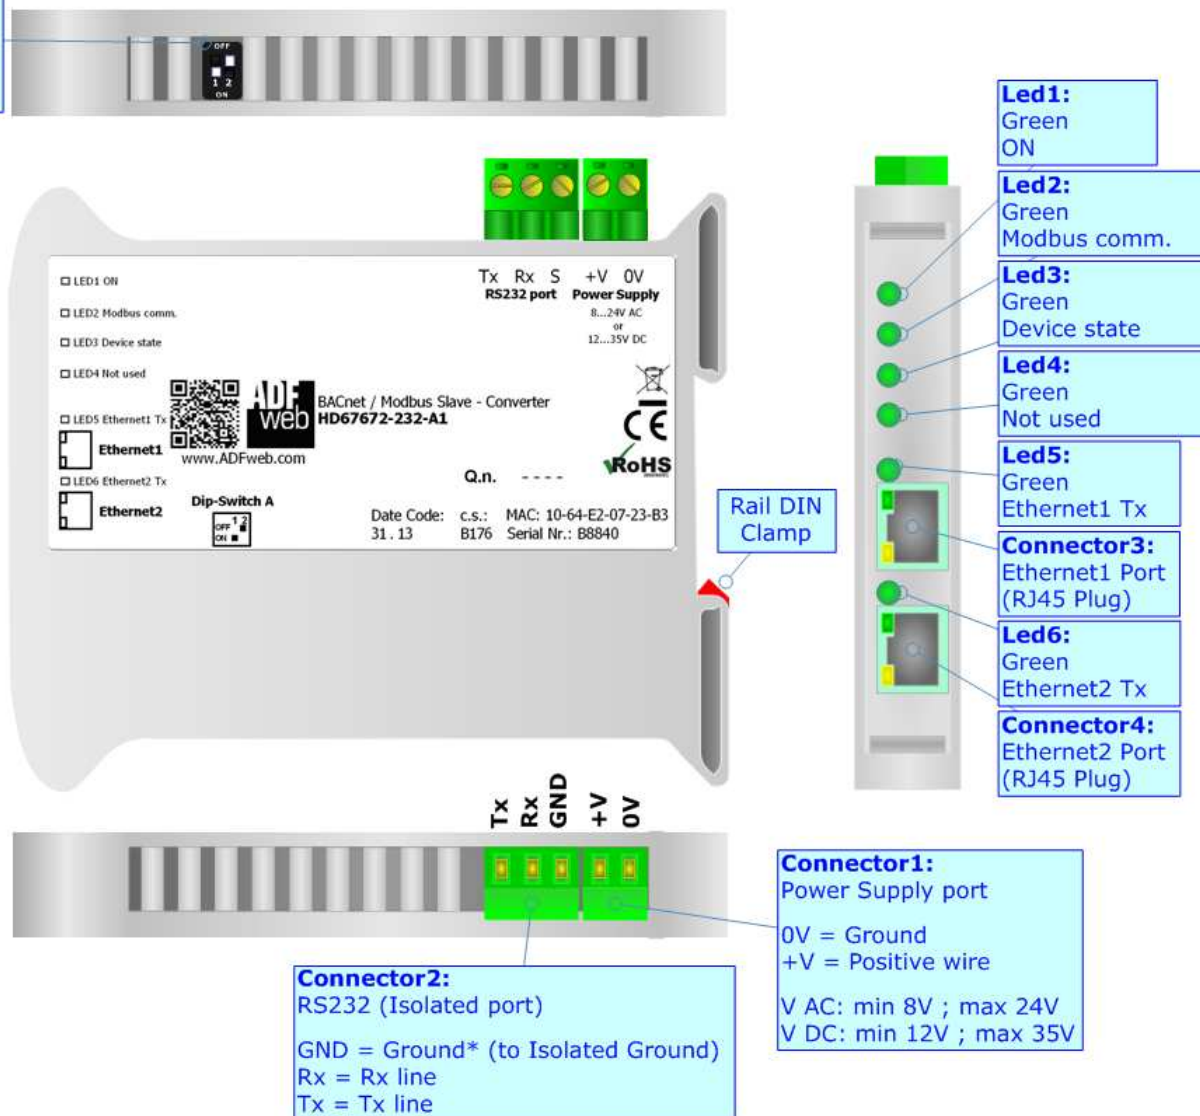 OFF
1 2
ON
Led1:
Green
ON
Led2:
Green
Modbus comm.
Led3:
Green
Device state
Led4:
Green
Not used
Led5:
Green
Ethernet1 Tx
Connector3:
Ethernet1 Port
(RJ45 Plug)
Led6:
Green
Ethernet2 Tx
Connector4:
Ethernet2 Port
(RJ45 Plug)
LED1 ON
LED2 Modbus comm.
LED3 Device state
LED4 Not used
LED5 Ethernet1 Tx
Ethernet1
LED6 Ethernet2 Tx
Ethernet2
Tx Rx S +V 0V
RS232 port Power Supply
8...24V AC
or
12...35V DC
ADF
web
www.ADFweb.com
BACnet / Modbus Slave - Converter
HD67672-232-A1
CE
RoHS
Q.n. - - - -
Dip-Switch A
1 2
OFF
ON
Date Code: c.s.: MAC: 10-64-E2-07-23-B3
31 . 13 B176 Serial Nr.: B8840
Rail DIN
Clamp
Tx
Rx
GND
+V
0V
Connector1:
Power Supply port
0V = Ground
+V = Positive wire
V AC: min 8V ; max 24V
V DC: min 12V ; max 35V
Connector2:
RS232 (Isolated port)
GND = Ground* (to Isolated Ground)
Rx = Rx line
Tx = Tx line